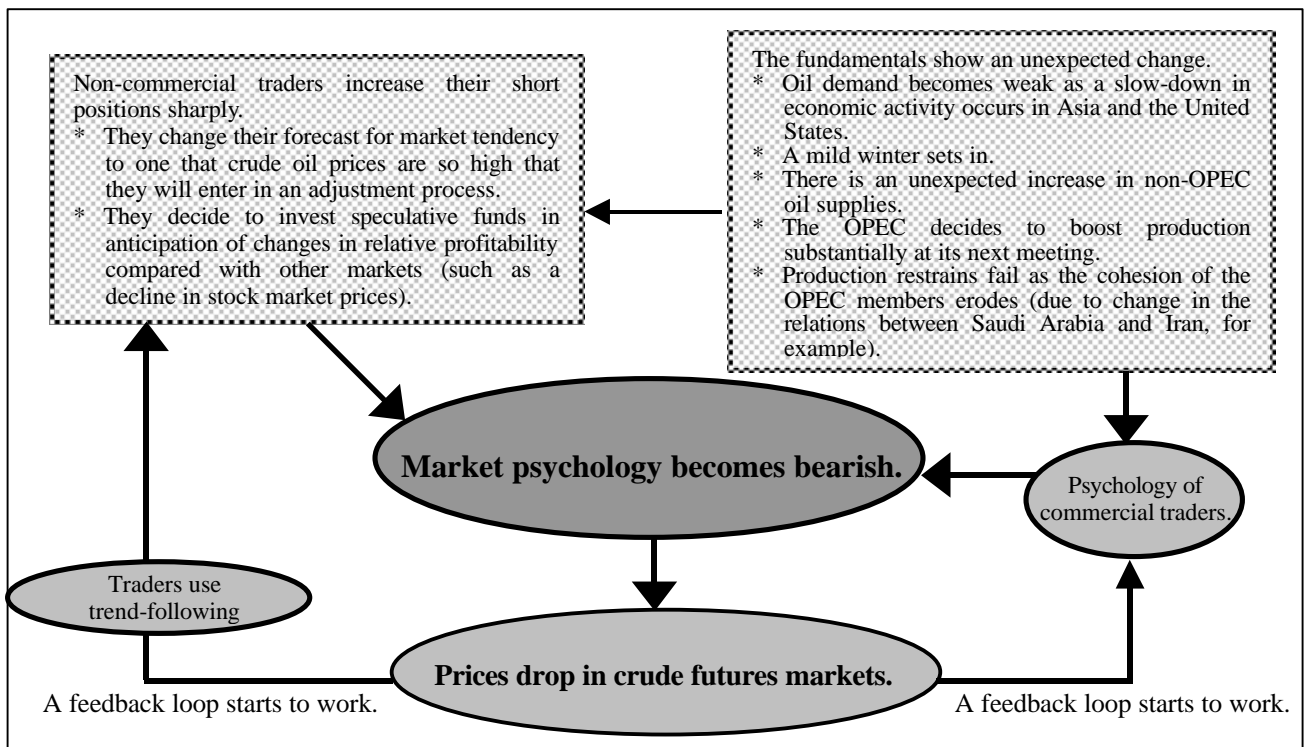 Non-commercial traders increase their short
positions sharply.
* They change their forecast for market tendency
to one that crude oil prices are so high that
they will enter in an adjustment process.
* They decide to invest speculative funds in
anticipation of changes in relative profitability
compared with other markets (such as a
decline in stock market prices).
The fundamentals show an unexpected change.
* Oil demand becomes weak as a slow-down in
economic activity occurs in Asia and the United
States.
* A mild winter sets in.
* There is an unexpected increase in non-OPEC
oil supplies.
* The OPEC decides to boost production
substantially at its next meeting.
* Production restrains fail as the cohesion of the
OPEC members erodes (due to change in the
relations between Saudi Arabia and Iran, for
example).
Market psychology becomes bearish.
Psychology of
commercial traders.
Traders use
trend-following
Prices drop in crude futures markets.
A feedback loop starts to work.
A feedback loop starts to work.